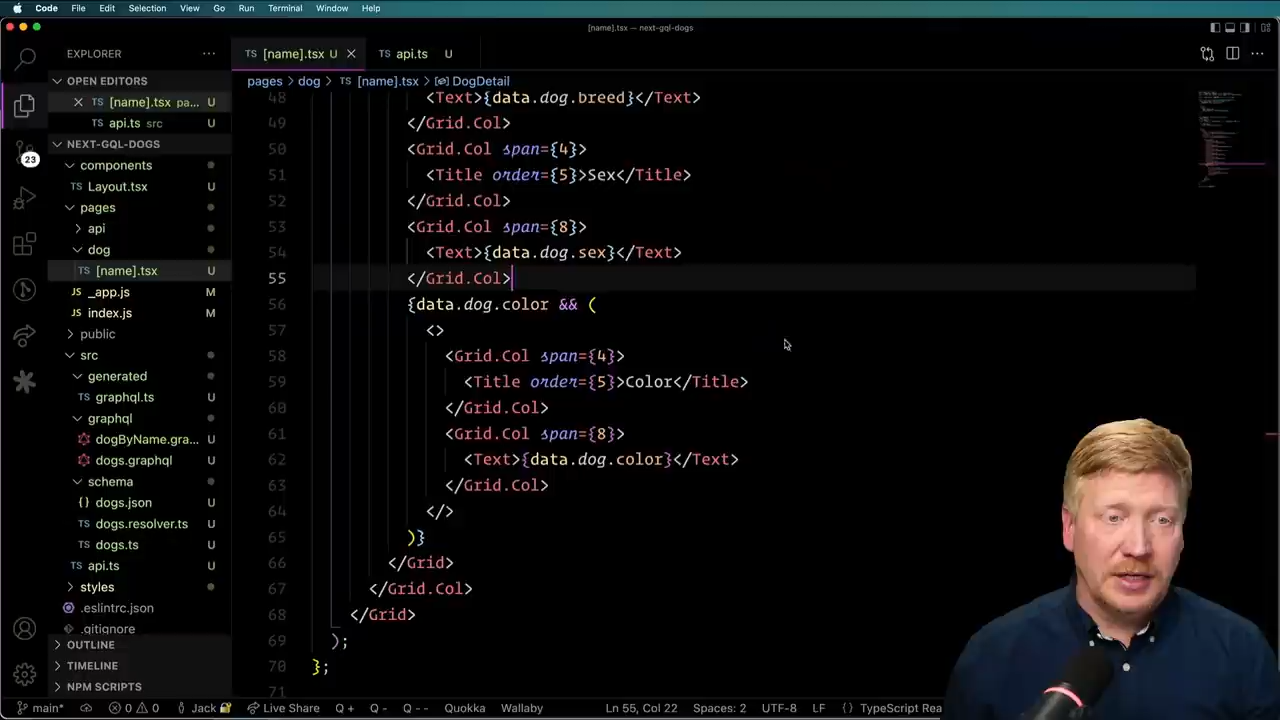 Code File Edit Selection View Go Run Terminal Window Help
[name].tsx — next-gql-dogs
EXPLORER
[name].tsx U
api.ts U
OPEN EDITORS
pages dog [name].tsx DogDetail
[name].tsx pa... U
api.ts src U
NEXT-GQL-DOGS
components
Layout.tsx U
pages
api
dog
[name].tsx U
_app.js M
index.js M
public
src
generated
graphql.ts U
graphql
dogByName.gra... U
dogs.graphql U
schema
dogs.json U
dogs.resolver.ts U
dogs.ts U
api.ts U
styles
.eslintrc.json U
.gitignore U
OUTLINE
TIMELINE
NPM SCRIPTS
23
48 <Text>{data.dog.breed}</Text>
49 </Grid.Col>
50 <Grid.Col span={4}>
51 <Title order={5}>Sex</Title>
52 </Grid.Col>
53 <Grid.Col span={8}>
54 <Text>{data.dog.sex}</Text>
55 </Grid.Col>
56 {data.dog.color && (
57 <>
58 <Grid.Col span={4}>
59 <Title order={5}>Color</Title>
60 </Grid.Col>
61 <Grid.Col span={8}>
62 <Text>{data.dog.color}</Text>
63 </Grid.Col>
64 </>
65 )}
66 </Grid>
67 </Grid.Col>
68 </Grid>
69 );
70 };
71
main* 0 0 Jack Live Share Q + Q - Q -- Quokka Wallaby Ln 55, Col 22 Spaces: 2 UTF-8 LF TypeScript Rea